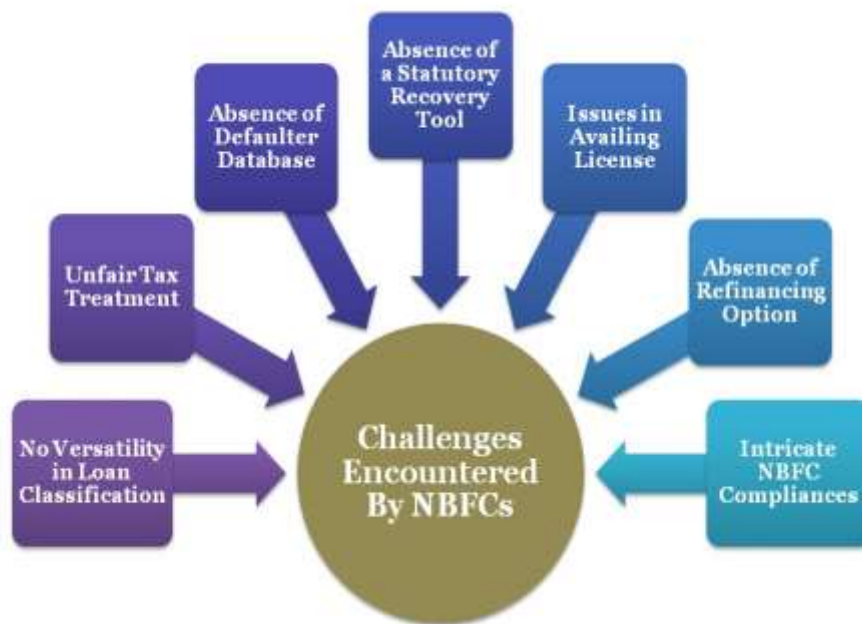 Absence of
a Statutory
Recovery
Tool
Absence of
Defaulter
Database
Issues in
Availing
License
Unfair Tax
Treatment
Absence of
Refinancing
Option
No Versatility
in Loan
Classification
Challenges
Encountered
By NBFCs
Intricate
NBFC
Compliances